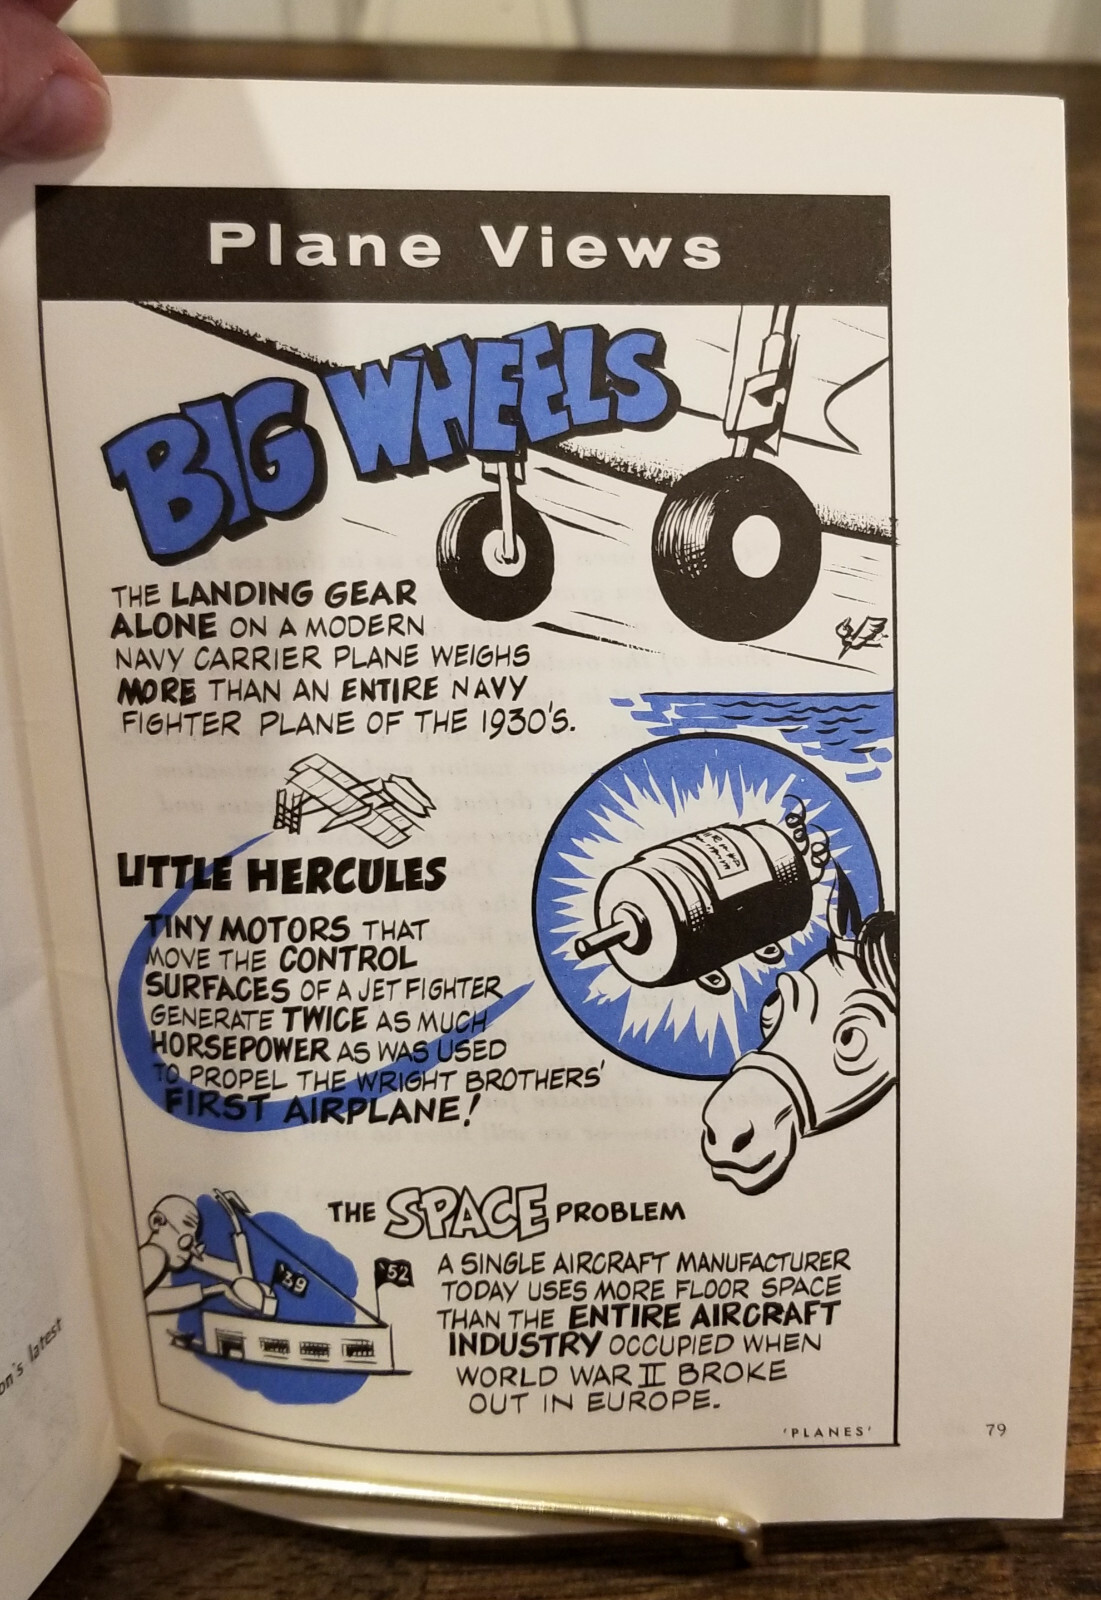 Plane Views
BIG WHEELS
THE LANDING GEAR
ALONE ON A MODERN
NAVY CARRIER PLANE WEIGHS
MORE THAN AN ENTIRE NAVY
FIGHTER PLANE OF THE 1930'S.
LITTLE HERCULES
TINY MOTORS THAT
MOVE THE CONTROL
SURFACES OF A JET FIGHTER
GENERATE TWICE AS MUCH
HORSEPOWER AS WAS USED
TO PROPEL THE WRIGHT BROTHERS'
FIRST AIRPLANE!
THE SPACE PROBLEM
'39
'52
A SINGLE AIRCRAFT MANUFACTURER
TODAY USES MORE FLOOR SPACE
THAN THE ENTIRE AIRCRAFT
INDUSTRY OCCUPIED WHEN
WORLD WAR II BROKE
OUT IN EUROPE.
'PLANES'
79
on's latest